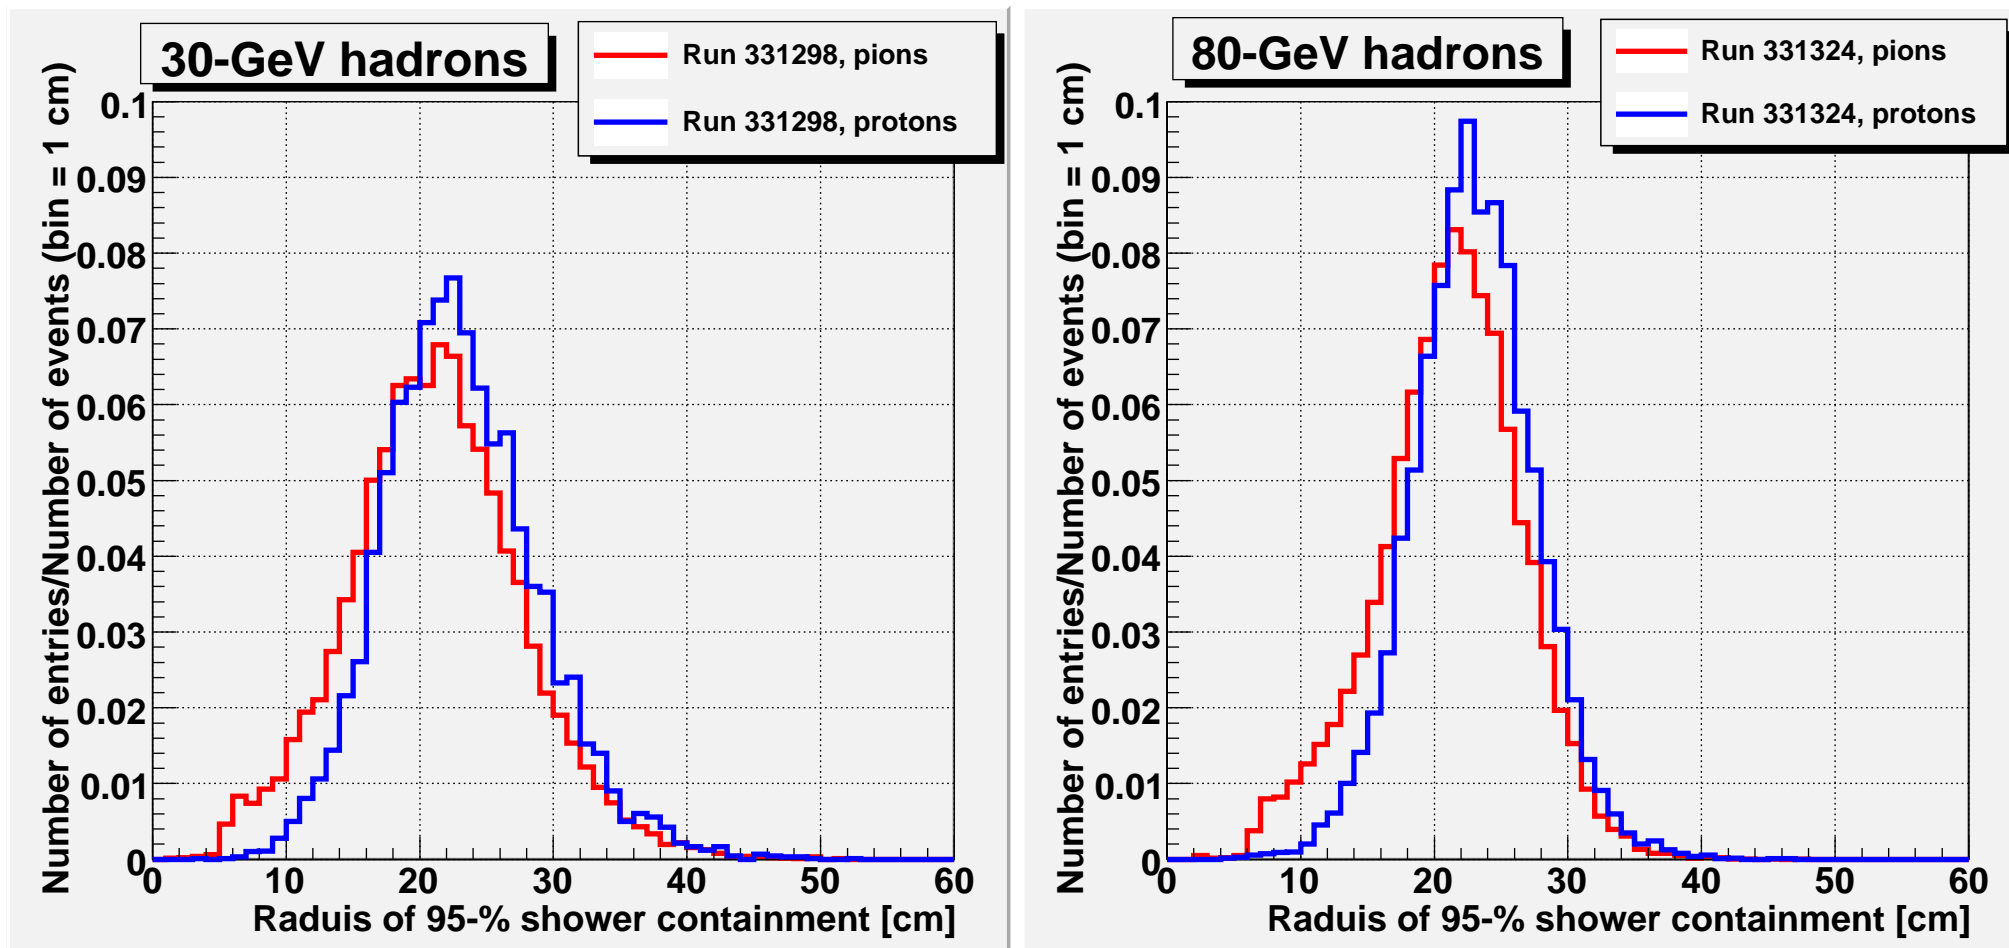 30-GeV hadrons
Run 331298, pions
Run 331298, protons
Number of entries/Number of events (bin = 1 cm)
0.1
0.09
0.08
0.07
0.06
0.05
0.04
0.03
0.02
0.01
0
0 10 20 30 40 50 60
Raduis of 95-% shower containment [cm]
80-GeV hadrons
Run 331324, pions
Run 331324, protons
Number of entries/Number of events (bin = 1 cm)
0.1
0.09
0.08
0.07
0.06
0.05
0.04
0.03
0.02
0.01
0
0 10 20 30 40 50 60
Raduis of 95-% shower containment [cm]